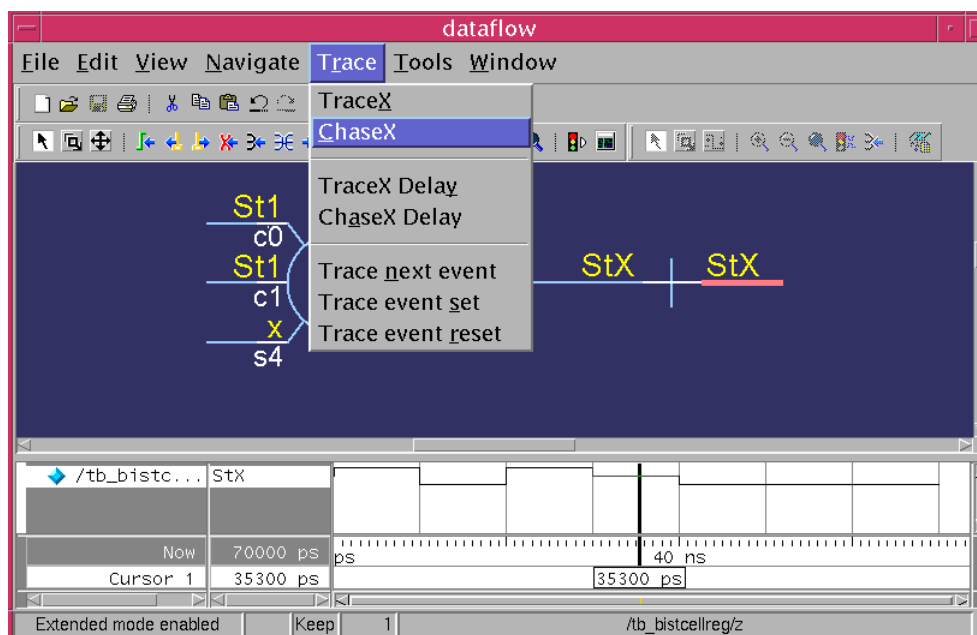 dataflow
File Edit View Navigate Trace Tools Window
TraceX
ChaseX
TraceX Delay
ChaseX Delay
Trace next event
Trace event set
Trace event reset
St1
c0
St1
c1
x
s4
StX StX
/tb_bistc... StX
Now 70000 ps ps 40 ns
Cursor 1 35300 ps 35300 ps
Extended mode enabled Keep 1 /tb_bistcellreg/z